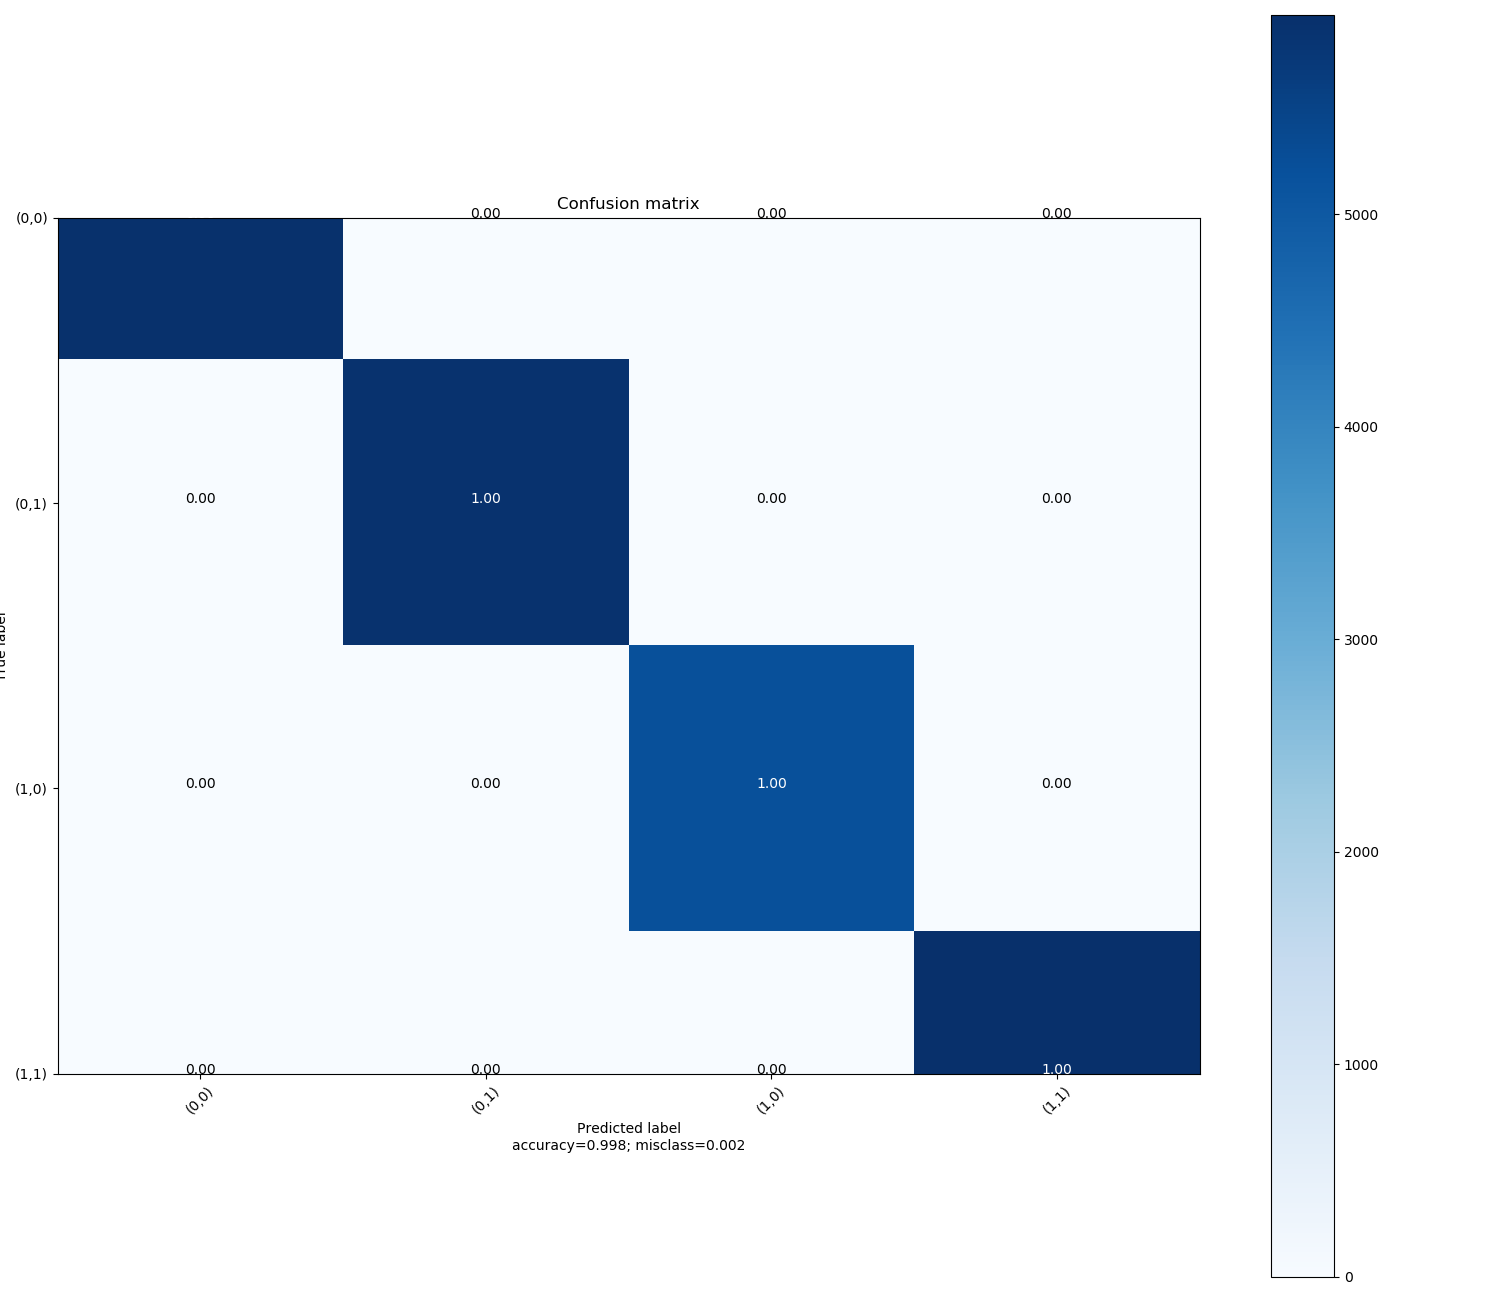 Confusion matrix
(0,0) 0.00 0.00 0.00
(0,1) 0.00 1.00 0.00 0.00
(1,0) 0.00 0.00 1.00 0.00
(1,1) 0.00 0.00 0.00 1.00
True label
(0,0) (0,1) (1,0) (1,1)
Predicted label
accuracy=0.998; misclass=0.002
5000
4000
3000
2000
1000
0